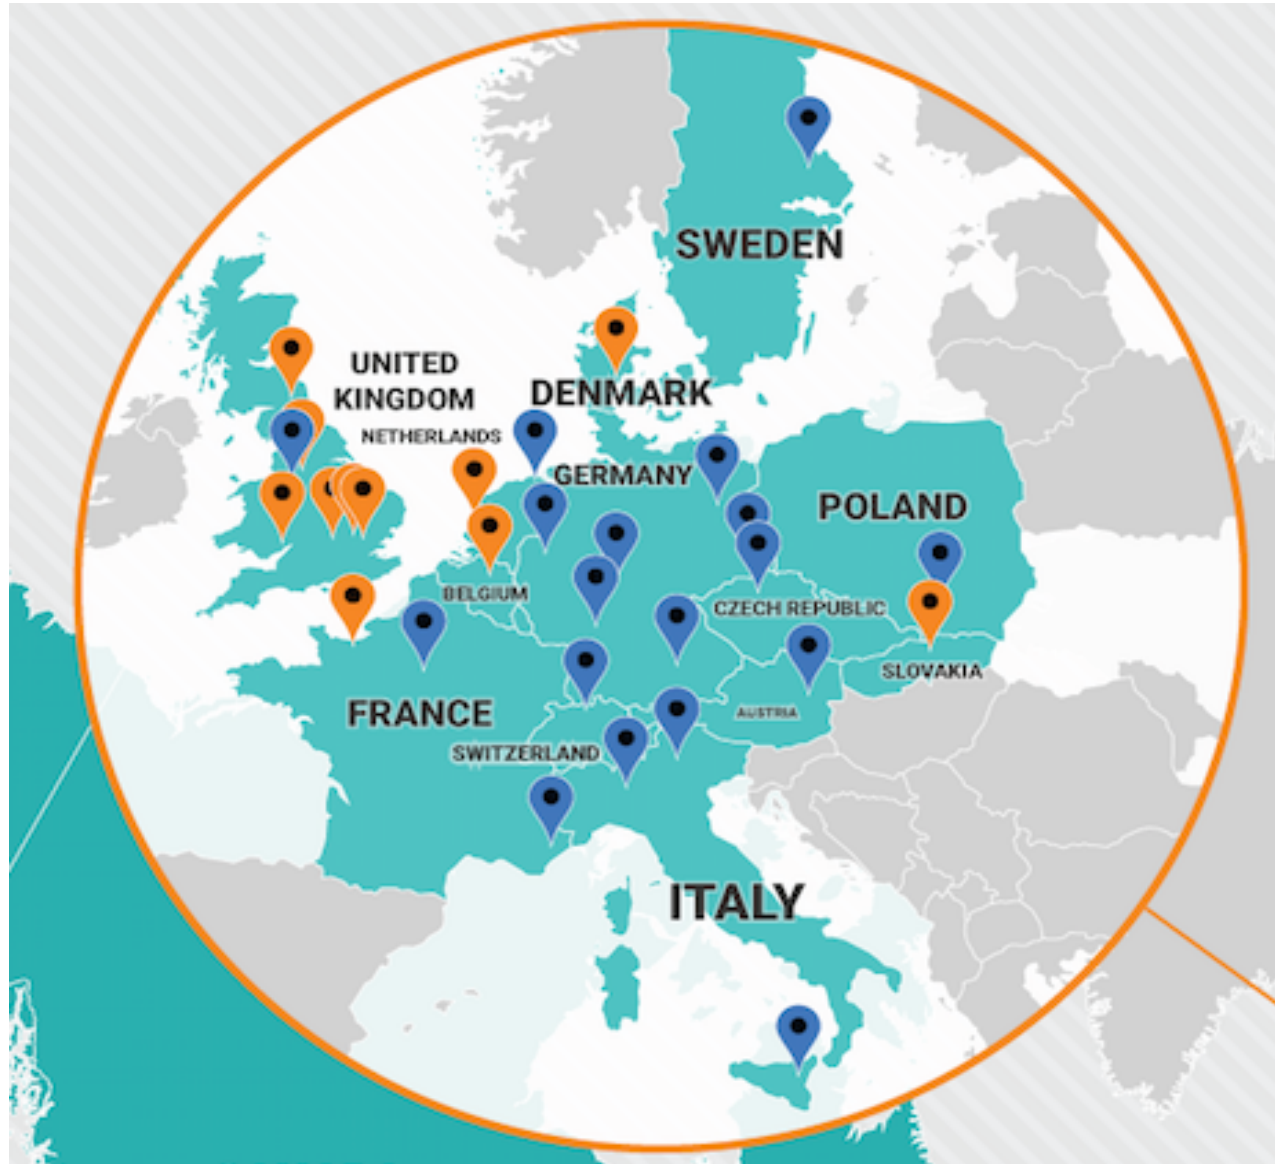 SWEDEN
UNITED
KINGDOM
DENMARK
NETHERLANDS
GERMANY
POLAND
BELGIUM
CZECH REPUBLIC
SLOVAKIA
FRANCE
AUSTRIA
SWITZERLAND
ITALY